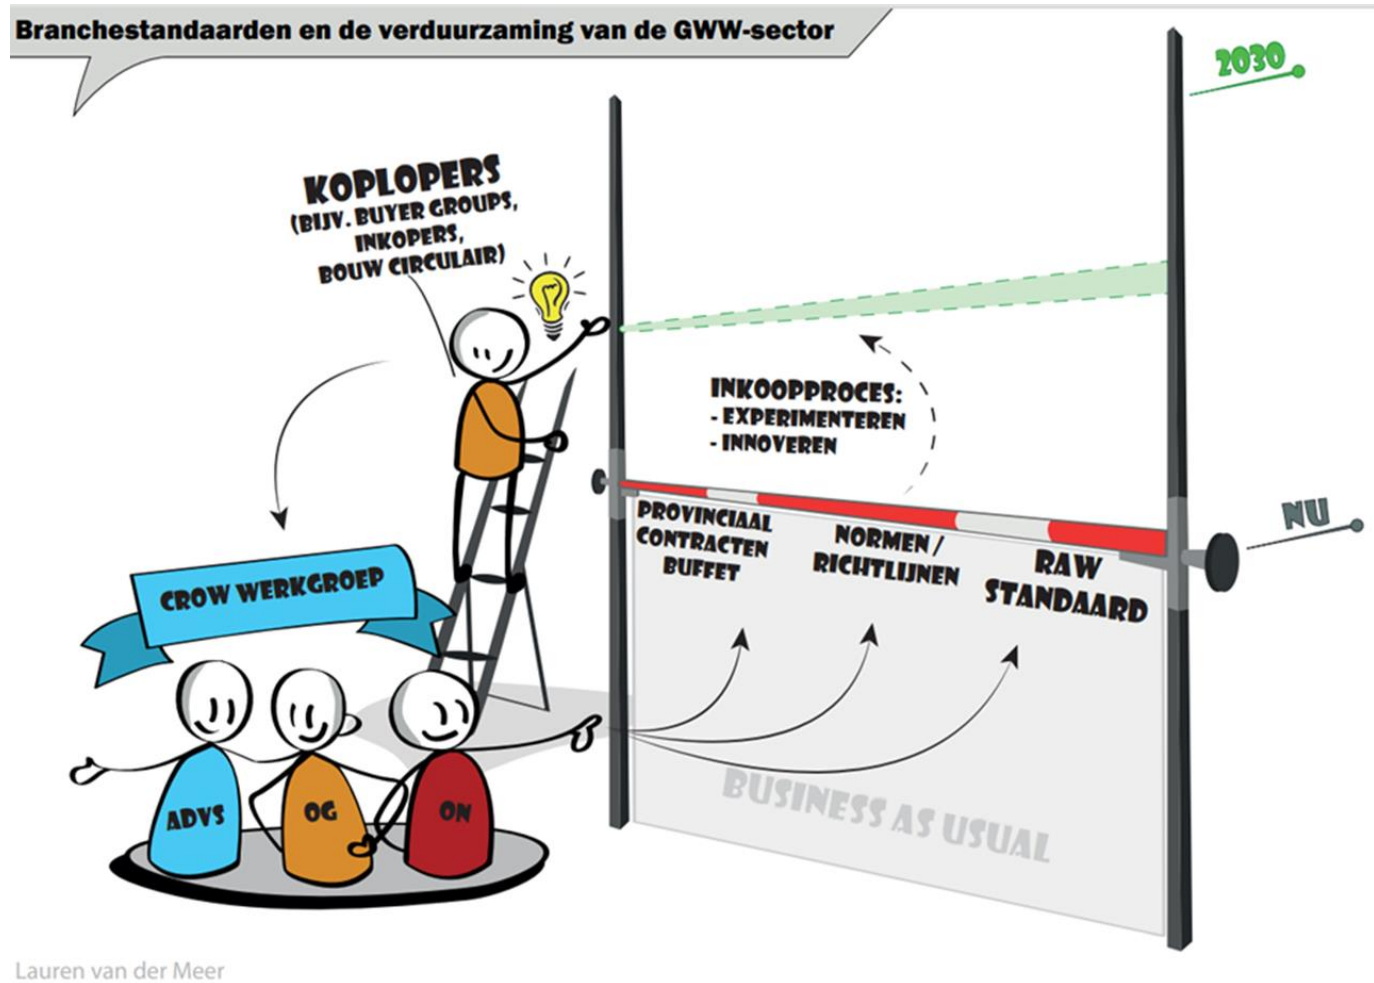 Branchestandaarden en de verduurzaming van de GWW-sector
2030
KOPLOPERS
(BIJV. BUYER GROUPS,
INKOPERS,
BOUW CIRCULAIR)
INKOOPPROCES:
- EXPERIMENTEREN
- INNOVEREN
NU
PROVINCIAAL
CONTRACTEN
BUFFET
NORMEN /
RICHTLIJNEN
RAW
STANDAARD
CROW WERKGROEP
ADVS
OG
ON
BUSINESS AS USUAL
Lauren van der Meer